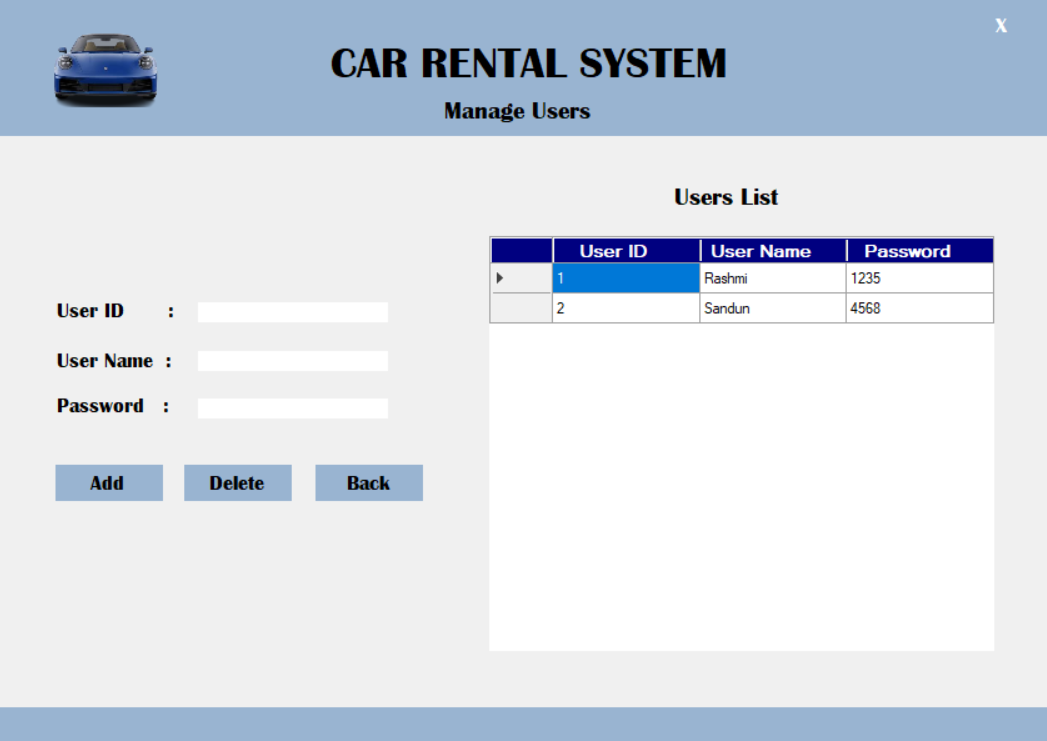 X
CAR RENTAL SYSTEM
Manage Users
Users List
User ID User Name Password
1 Rashmi 1235
2 Sandun 4568
User ID :
User Name :
Password :
Add Delete Back